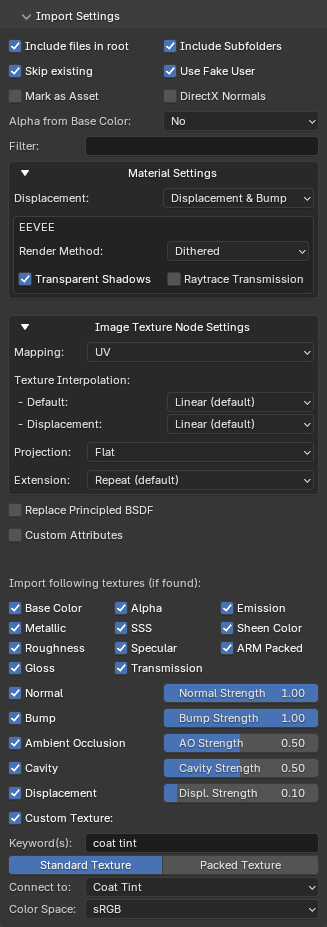 Import Settings
Include files in root Include Subfolders
Skip existing Use Fake User
Mark as Asset DirectX Normals
Alpha from Base Color: No
Filter:
Material Settings
Displacement: Displacement & Bump
EEVEE
Render Method: Dithered
Transparent Shadows Raytrace Transmission
Image Texture Node Settings
Mapping: UV
Texture Interpolation:
- Default: Linear (default)
- Displacement: Linear (default)
Projection: Flat
Extension: Repeat (default)
Replace Principled BSDF
Custom Attributes
Import following textures (if found):
Base Color Alpha Emission
Metallic SSS Sheen Color
Roughness Specular ARM Packed
Gloss Transmission
Normal Normal Strength 1.00
Bump Bump Strength 1.00
Ambient Occlusion AO Strength 0.50
Cavity Cavity Strength 0.50
Displacement Displ. Strength 0.10
Custom Texture:
Keyword(s): coat tint
Standard Texture Packed Texture
Connect to: Coat Tint
Color Space: sRGB